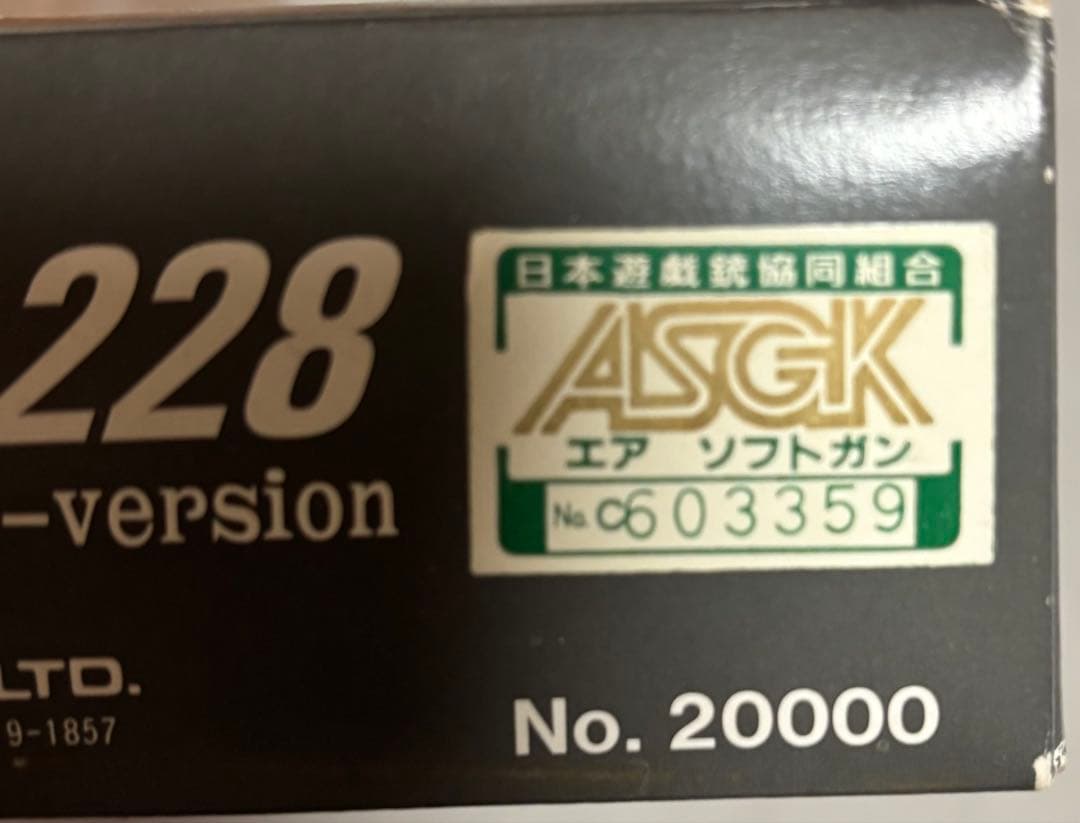 228
-version
LTD.
9-1857
日本遊戯銃協同組合
ASGK
エア ソフトガン
No. C603359
No. 20000